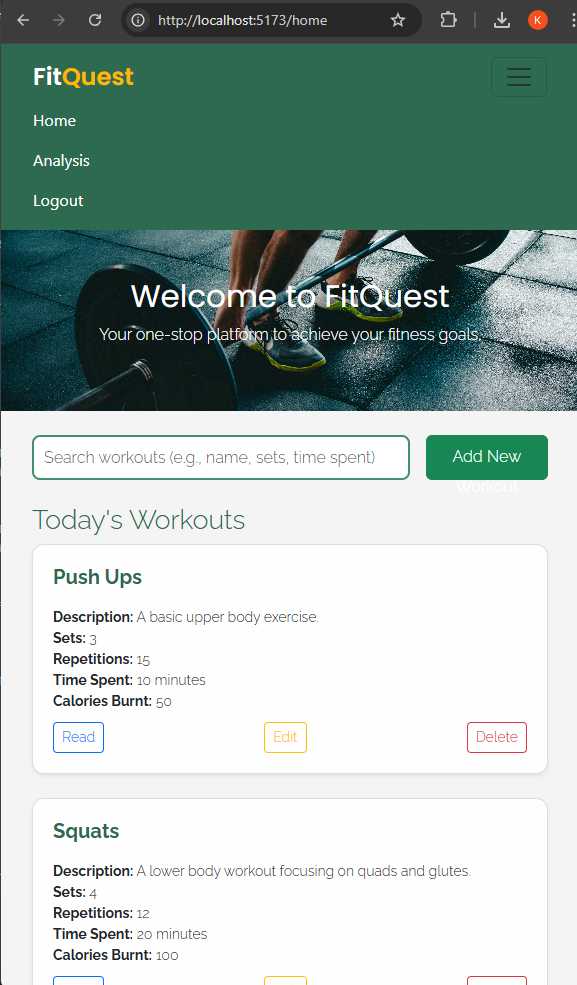 http://localhost:5173/home
K
FitQuest
Home
Analysis
Logout
Welcome to FitQuest
Your one-stop platform to achieve your fitness goals.
Search workouts (e.g., name, sets, time spent)
Add New
Workout
Today's Workouts
Push Ups
Description: A basic upper body exercise.
Sets: 3
Repetitions: 15
Time Spent: 10 minutes
Calories Burnt: 50
Read Edit Delete
Squats
Description: A lower body workout focusing on quads and glutes.
Sets: 4
Repetitions: 12
Time Spent: 20 minutes
Calories Burnt: 100